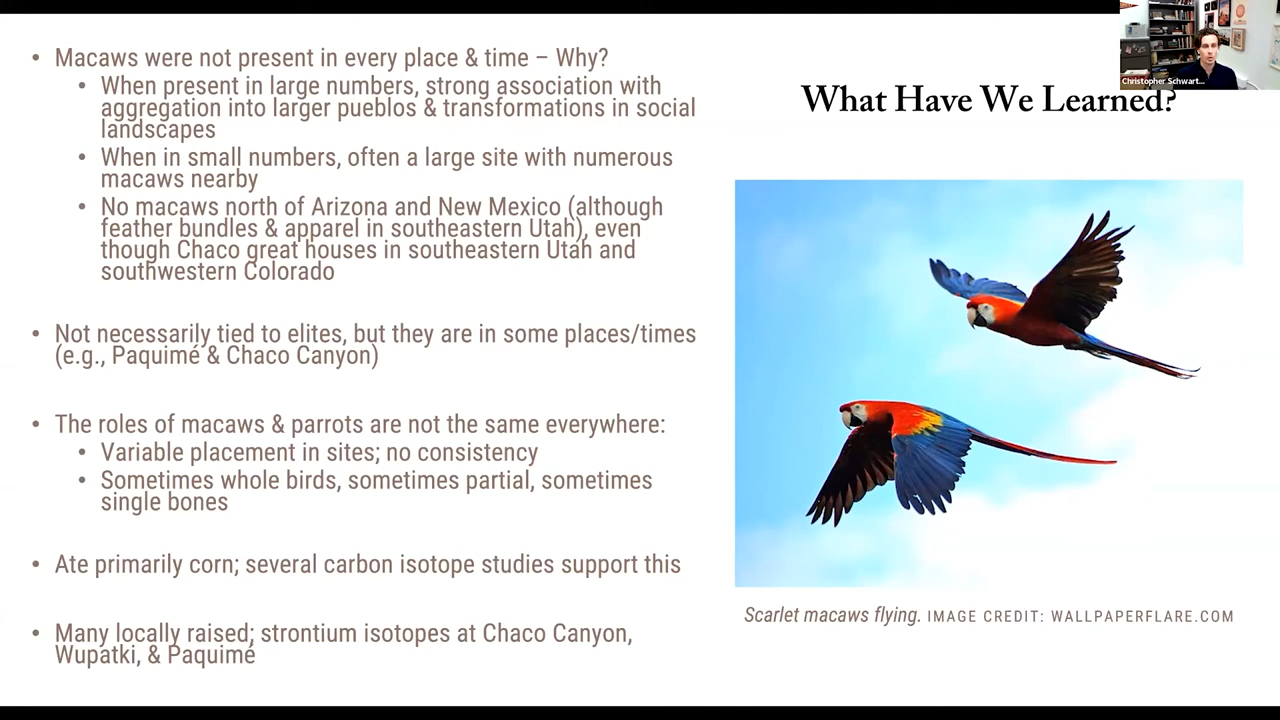 What Have We Learned?
Christopher Schwart...
• Macaws were not present in every place & time – Why?
• When present in large numbers, strong association with
aggregation into larger pueblos & transformations in social
landscapes
• When in small numbers, often a large site with numerous
macaws nearby
• No macaws north of Arizona and New Mexico (although
feather bundles & apparel in southeastern Utah), even
though Chaco great houses in southeastern Utah and
southwestern Colorado
• Not necessarily tied to elites, but they are in some places/times
(e.g., Paquimé & Chaco Canyon)
• The roles of macaws & parrots are not the same everywhere:
• Variable placement in sites; no consistency
• Sometimes whole birds, sometimes partial, sometimes
single bones
• Ate primarily corn; several carbon isotope studies support this
• Many locally raised; strontium isotopes at Chaco Canyon,
Wupatki, & Paquimé
Scarlet macaws flying. IMAGE CREDIT: WALLPAPERFLARE.COM